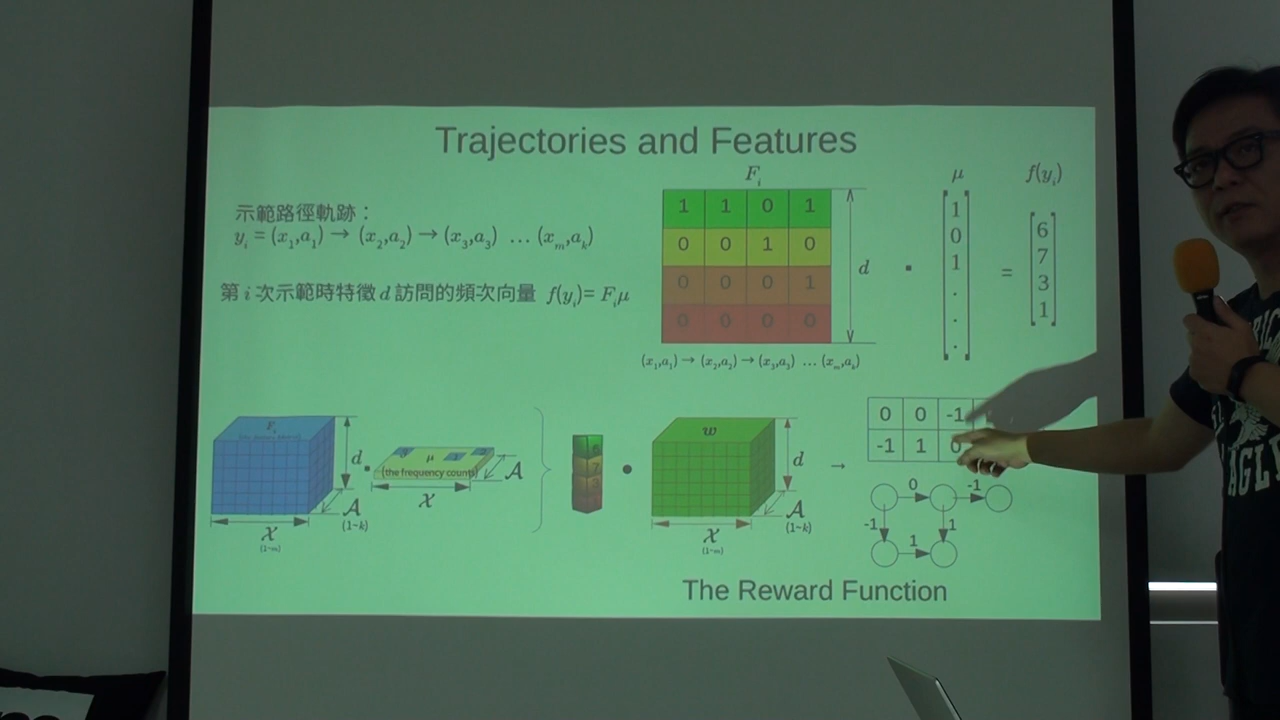 Trajectories and Features
示範路徑軌跡：
yᵢ = (x₁,a₁) → (x₂,a₂) → (x₃,a₃) … (xₘ,aₖ)
第 i 次示範時特徵 d 訪問的頻次向量 f(yᵢ)= Fᵢμ
Fᵢ
1 1 0 1
0 0 1 0
0 0 0 1
0 0 0 0
d
(x₁,a₁) → (x₂,a₂) → (x₃,a₃) … (xₘ,aₖ)
·
μ
1
0
1
.
.
.
=
f(yᵢ)
6
7
3
1
Fᵢ
d
𝒳
(1~m)
𝒜
(1~k)
·
μ
(the frequency counts)
𝒳
𝒜
·
w
d
𝒳
(1~m)
𝒜
(1~k)
→
0 0 -1
-1 1 0
0 -1
-1 1
1
The Reward Function
AGL